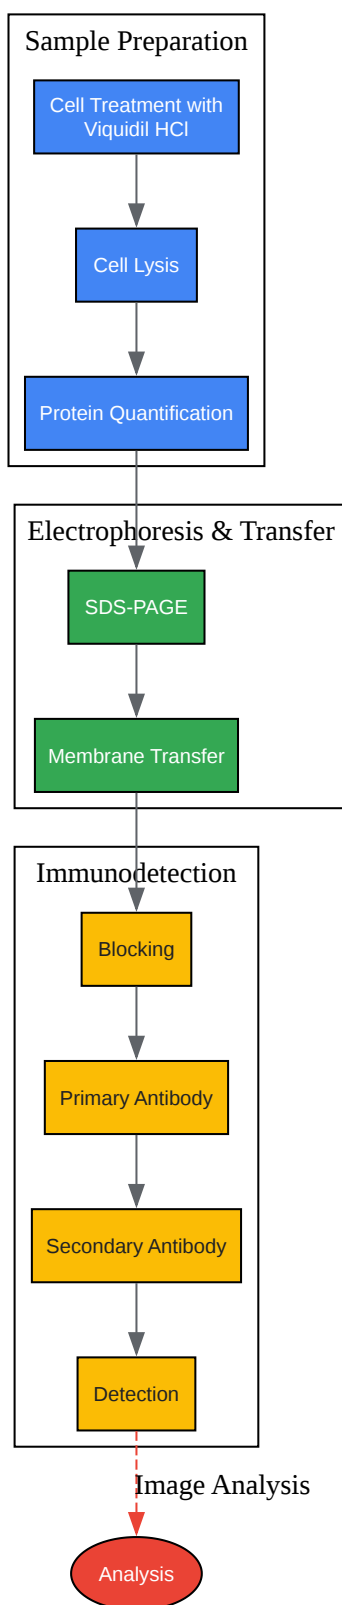 Sample Preparation
Cell Treatment with
Viquidil HCl
Cell Lysis
Protein Quantification
Electrophoresis & Transfer
SDS-PAGE
Membrane Transfer
Immunodetection
Blocking
Primary Antibody
Secondary Antibody
Detection
Image Analysis
Analysis